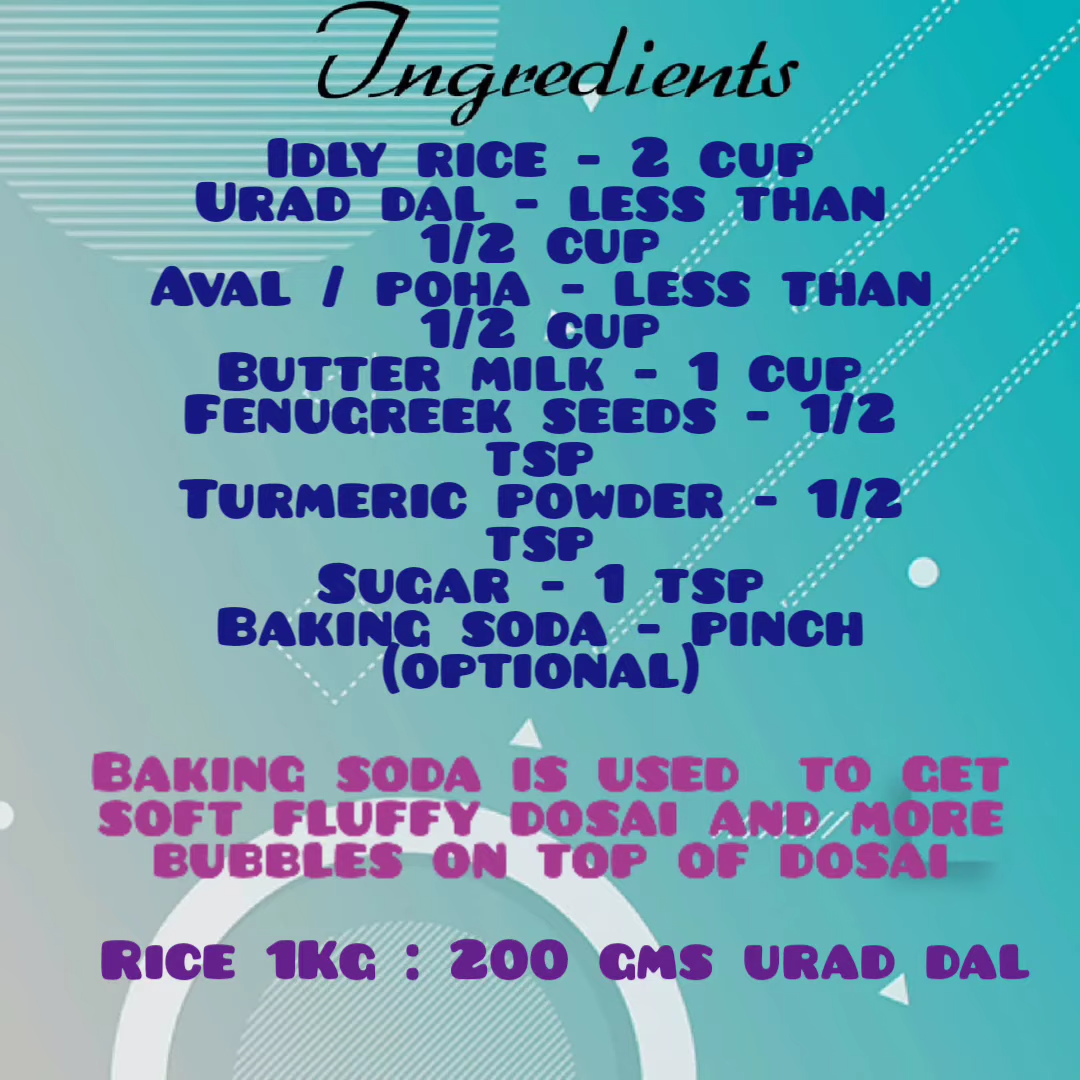 Ingredients
Idly rice - 2 cup
Urad dal - less than
1/2 cup
Aval / poha - less than
1/2 cup
Butter milk - 1 cup
Fenugreek seeds - 1/2
tsp
Turmeric powder - 1/2
tsp
Sugar - 1 tsp
Baking soda - pinch
(optional)
Baking soda is used to get
soft fluffy dosai and more
bubbles on top of dosai
Rice 1Kg : 200 gms urad dal